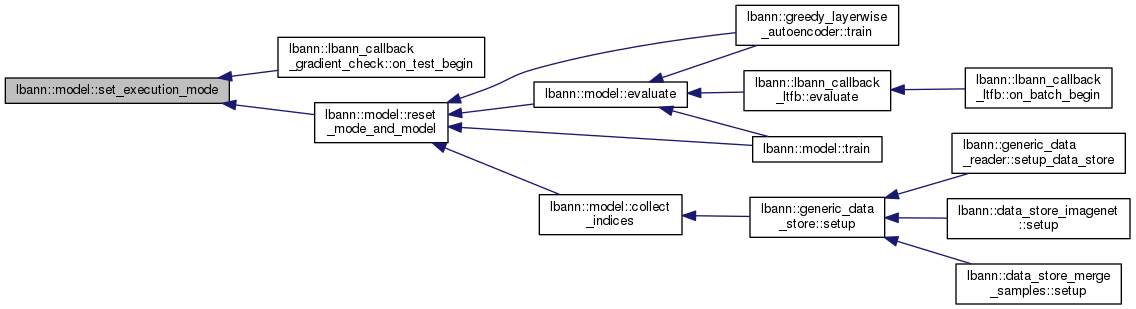 lbann::model::set_execution_mode
lbann::lbann_callback
_gradient_check::on_test_begin
lbann::model::reset
_mode_and_model
lbann::greedy_layerwise
_autoencoder::train
lbann::model::evaluate
lbann::lbann_callback
_ltfb::evaluate
lbann::lbann_callback
_ltfb::on_batch_begin
lbann::model::train
lbann::model::collect
_indices
lbann::generic_data
_store::setup
lbann::generic_data
_reader::setup_data_store
lbann::data_store_imagenet
::setup
lbann::data_store_merge
_samples::setup